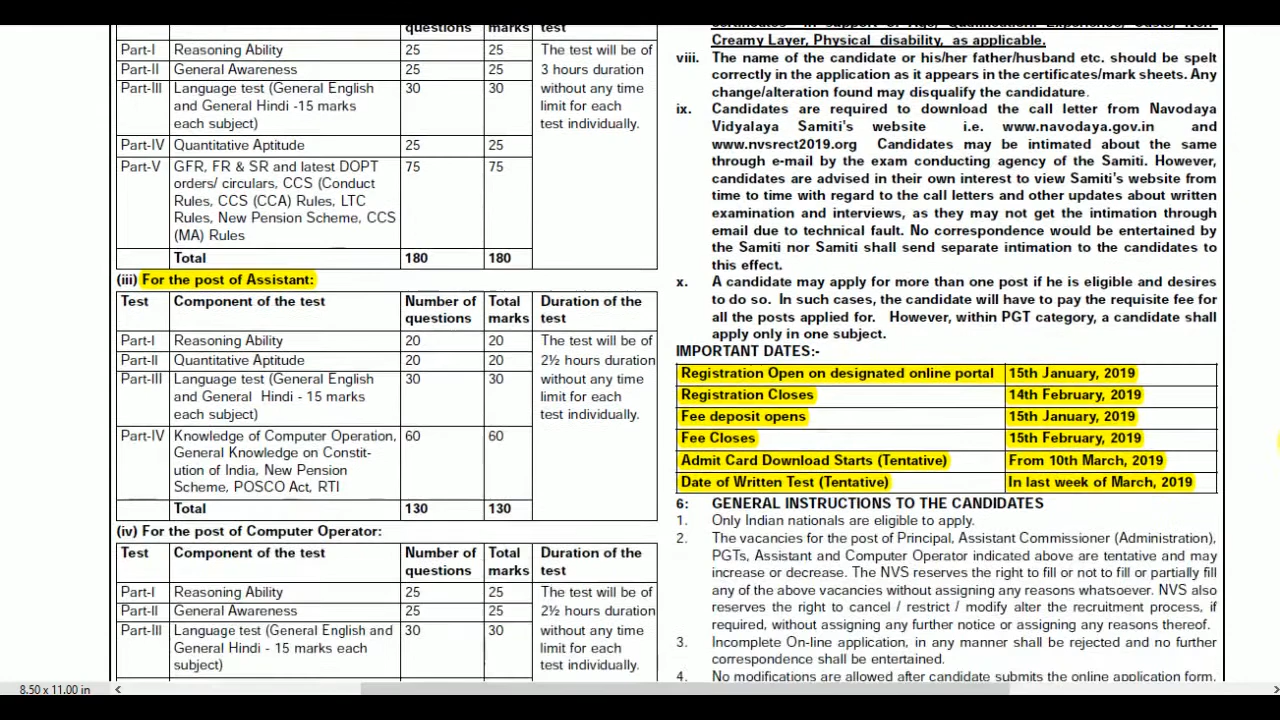 questions marks test
Part-I Reasoning Ability 25 25 The test will be of
Part-II General Awareness 25 25 3 hours duration
Part-III Language test (General English 30 30 without any time
and General Hindi -15 marks limit for each
each subject) test individually.
Part-IV Quantitative Aptitude 25 25
Part-V GFR, FR & SR and latest DOPT 75 75
orders/ circulars, CCS (Conduct
Rules, CCS (CCA) Rules, LTC
Rules, New Pension Scheme, CCS
(MA) Rules
Total 180 180
(iii) For the post of Assistant:
Test Component of the test Number of Total Duration of the
questions marks test
Part-I Reasoning Ability 20 20 The test will be of
Part-II Quantitative Aptitude 20 20 2½ hours duration
Part-III Language test (General English 30 30 without any time
and General Hindi - 15 marks limit for each
each subject) test individually.
Part-IV Knowledge of Computer Operation, 60 60
General Knowledge on Constit-
ution of India, New Pension
Scheme, POSCO Act, RTI
Total 130 130
(iv) For the post of Computer Operator:
Test Component of the test Number of Total Duration of the
questions marks test
Part-I Reasoning Ability 25 25 The test will be of
Part-II General Awareness 25 25 2½ hours duration
Part-III Language test (General English and 30 30 without any time
General Hindi - 15 marks each limit for each
subject) test individually.
Certificates in support of Age, Qualification, Experience, Caste, Non-
Creamy Layer, Physical disability, as applicable.
viii. The name of the candidate or his/her father/husband etc. should be spelt
correctly in the application as it appears in the certificates/mark sheets. Any
change/alteration found may disqualify the candidature.
ix. Candidates are required to download the call letter from Navodaya
Vidyalaya Samiti's website i.e. www.navodaya.gov.in and
www.nvsrect2019.org Candidates may be intimated about the same
through e-mail by the exam conducting agency of the Samiti. However,
candidates are advised in their own interest to view Samiti's website from
time to time with regard to the call letters and other updates about written
examination and interviews, as they may not get the intimation through
email due to technical fault. No correspondence would be entertained by
the Samiti nor Samiti shall send separate intimation to the candidates to
this effect.
x. A candidate may apply for more than one post if he is eligible and desires
to do so. In such cases, the candidate will have to pay the requisite fee for
all the posts applied for. However, within PGT category, a candidate shall
apply only in one subject.
IMPORTANT DATES:-
Registration Open on designated online portal 15th January, 2019
Registration Closes 14th February, 2019
Fee deposit opens 15th January, 2019
Fee Closes 15th February, 2019
Admit Card Download Starts (Tentative) From 10th March, 2019
Date of Written Test (Tentative) In last week of March, 2019
6: GENERAL INSTRUCTIONS TO THE CANDIDATES
1. Only Indian nationals are eligible to apply.
2. The vacancies for the post of Principal, Assistant Commissioner (Administration),
PGTs, Assistant and Computer Operator indicated above are tentative and may
increase or decrease. The NVS reserves the right to fill or not to fill or partially fill
any of the above vacancies without assigning any reasons whatsoever. NVS also
reserves the right to cancel / restrict / modify alter the recruitment process, if
required, without assigning any further notice or assigning any reasons thereof.
3. Incomplete On-line application, in any manner shall be rejected and no further
correspondence shall be entertained.
4. No modifications are allowed after candidate submits the online application form.
8.50 x 11.00 in